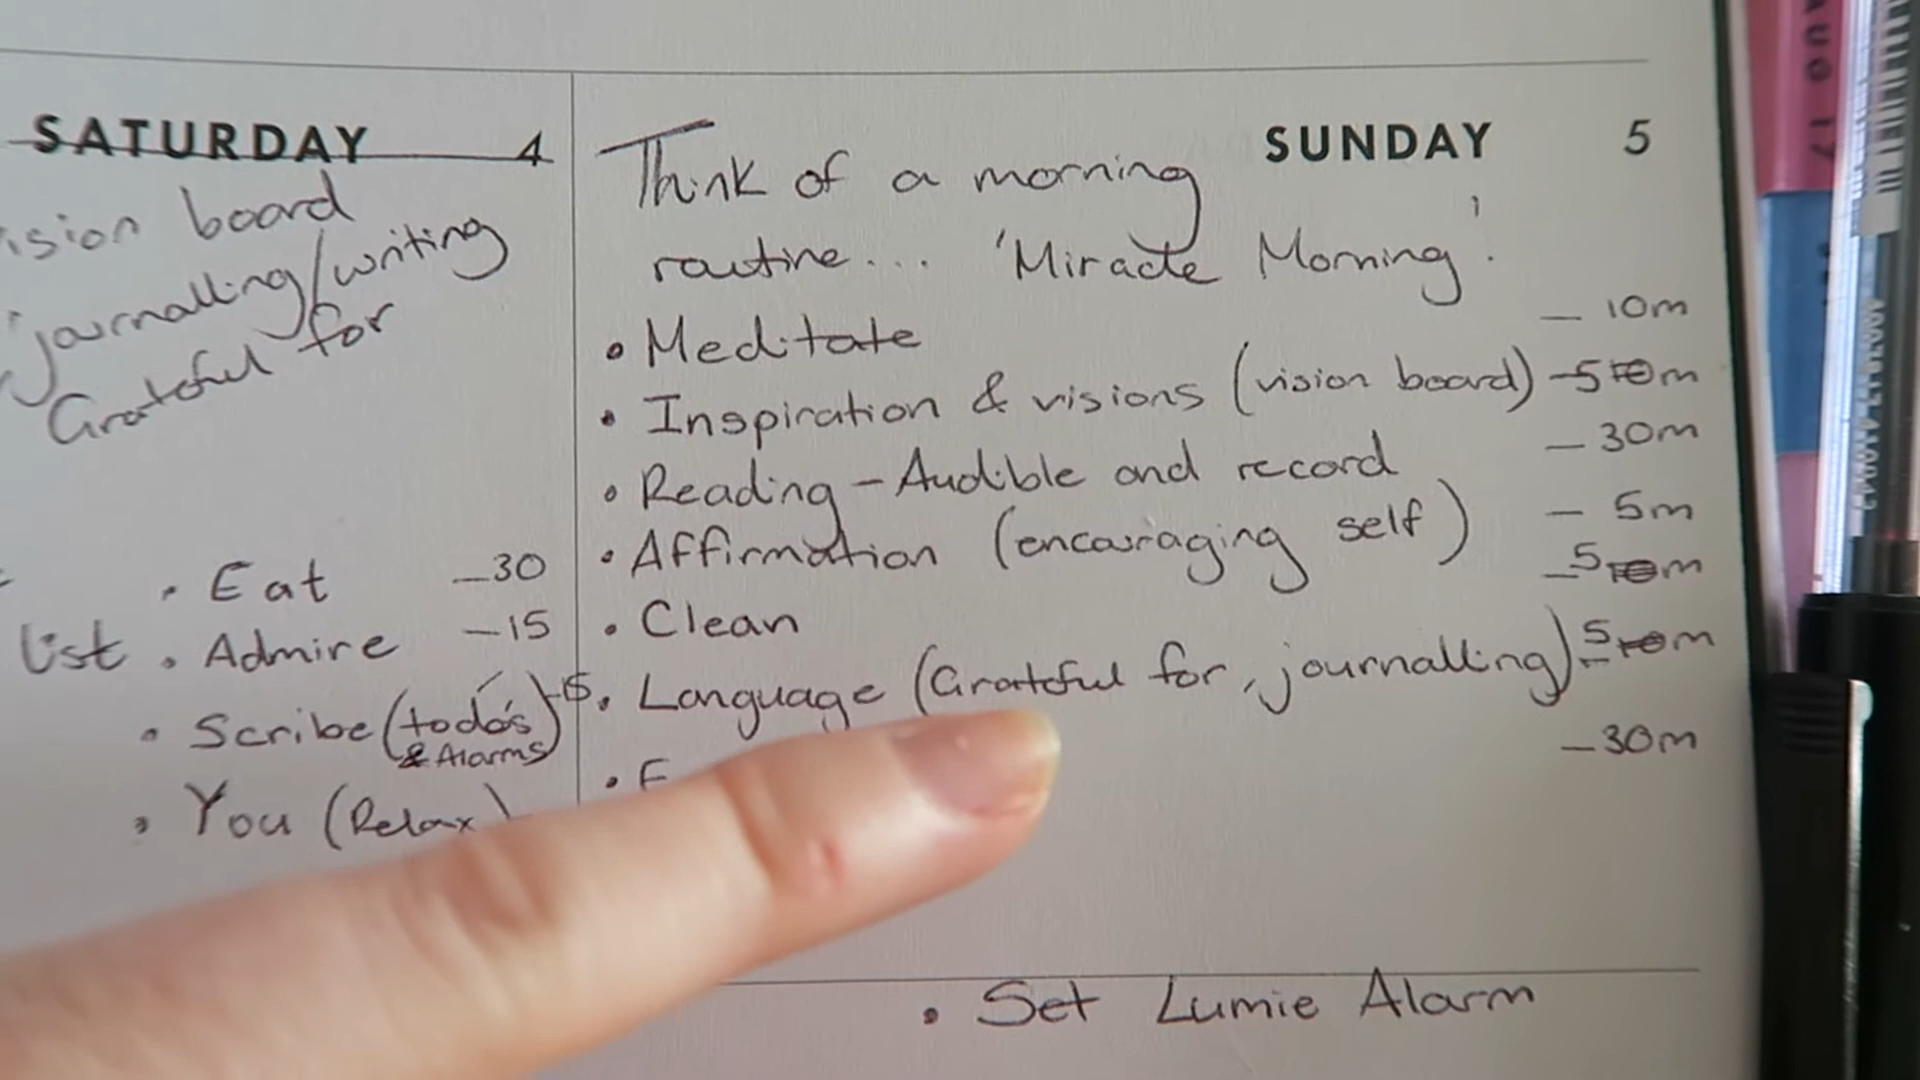 SATURDAY 4
ision board
journalling/writing
Grateful for
• Eat -30
list • Admire -15
• Scribe (todo's) -15
& Alarms
• You (Relax)
SUNDAY 5
Think of a morning
routine... 'Miracle Morning'.
• Meditate - 10m
• Inspiration & visions (vision board) - 5 10m
• Reading - Audible and record - 30m
• Affirmation (encouraging self) - 5m
• Clean - 5 10m
• Language (Grateful for, journalling) - 5 10m
• E - 30m
• Set Lumie Alarm